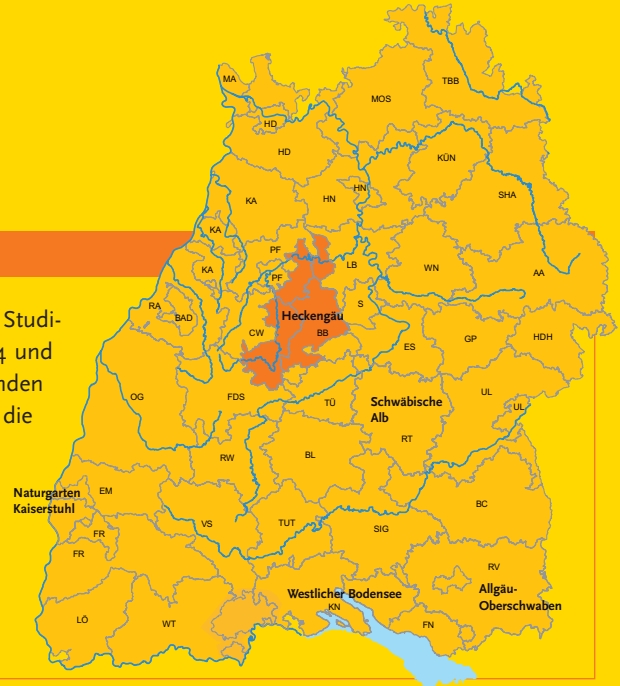 MA
TBB
MOS
HD
HD
KÜN
HN
HN
SHA
KA
KA
PF
LB
WN
AA
KA
PF
RA
BAD
Heckengäu
S
BB
CW
ES
GP
HDH
Studi-
4 und
nden
die
OG
FDS
TÜ
Schwäbische
Alb
RT
UL
UL
RW
BL
Naturgarten
Kaiserstuhl
EM
FR
FR
VS
TUT
SIG
BC
RV
Westlicher Bodensee
KN
Allgäu-
Oberschwaben
FN
LÖ
WT